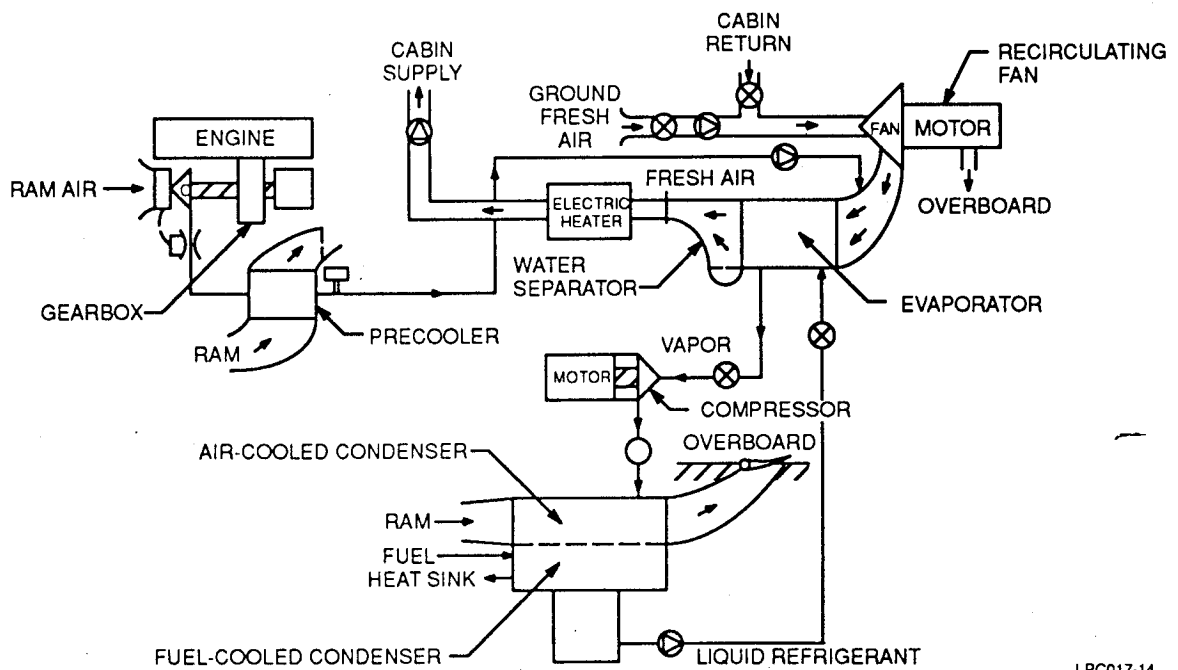 CABIN
RETURN
CABIN
SUPPLY
RECIRCULATING
FAN
GROUND
FRESH
AIR
ENGINE
FAN
MOTOR
RAM AIR
FRESH AIR
ELECTRIC
HEATER
OVERBOARD
WATER
SEPARATOR
EVAPORATOR
GEARBOX
PRECOOLER
RAM
VAPOR
MOTOR
COMPRESSOR
OVERBOARD
AIR-COOLED CONDENSER
RAM
FUEL
HEAT SINK
FUEL-COOLED CONDENSER
LIQUID REFRIGERANT